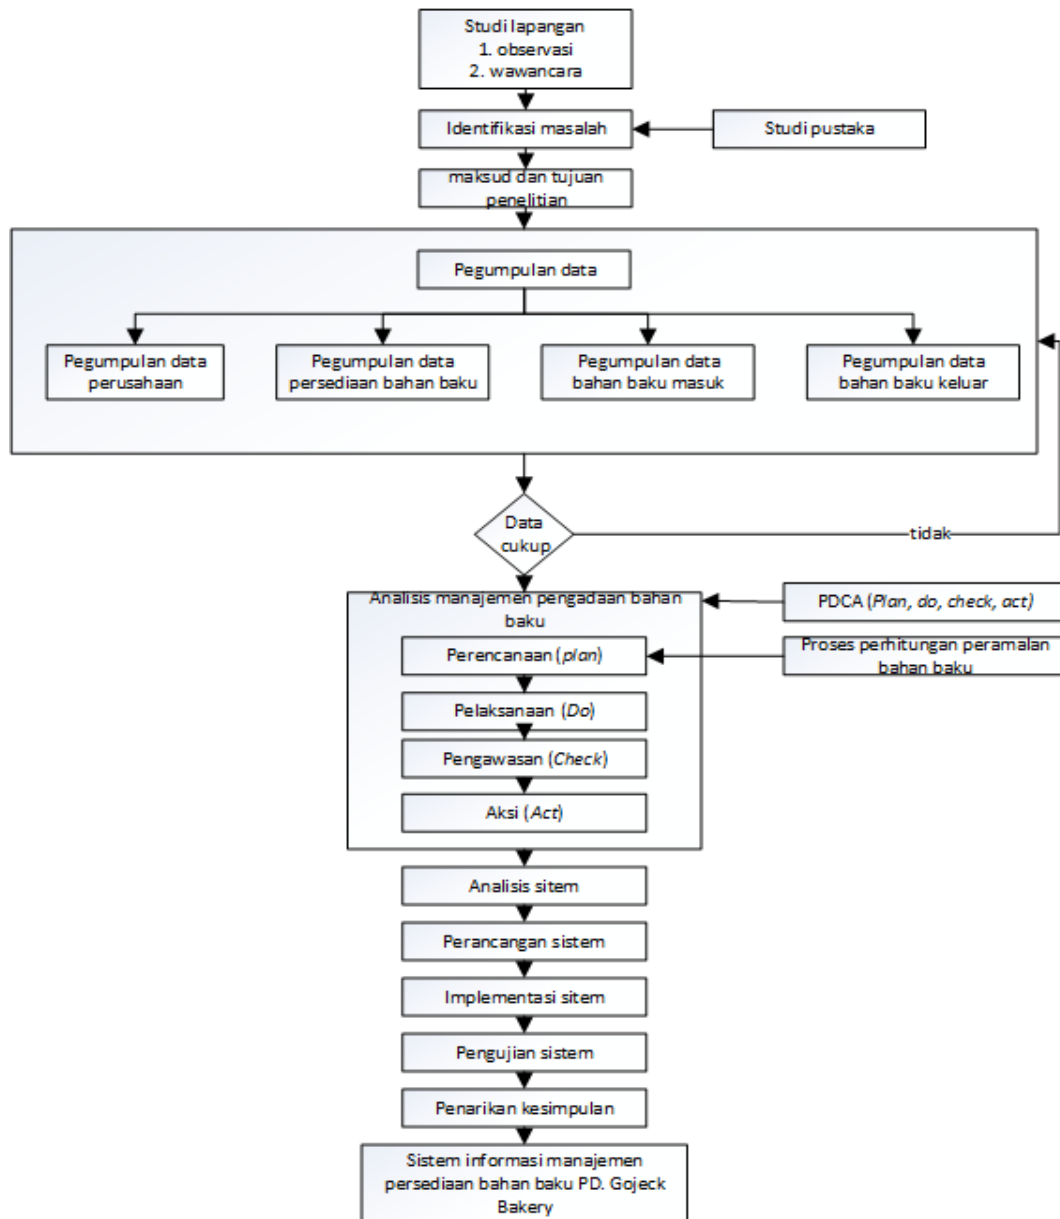 Studi lapangan
1. observasi
2. wawancara
Identifikasi masalah
Studi pustaka
maksud dan tujuan
penelitian
Pegumpulan data
Pegumpulan data
perusahaan
Pegumpulan data
persediaan bahan baku
Pegumpulan data
bahan baku masuk
Pegumpulan data
bahan baku keluar
Data
cukup
tidak
Analisis manajemen pengadaan bahan
baku
PDCA (Plan, do, check, act)
Perencanaan (plan)
Proses perhitungan peramalan
bahan baku
Pelaksanaan (Do)
Pengawasan (Check)
Aksi (Act)
Analisis sitem
Perancangan sistem
Implementasi sitem
Pengujian sistem
Penarikan kesimpulan
Sistem informasi manajemen
persediaan bahan baku PD. Gojeck
Bakery